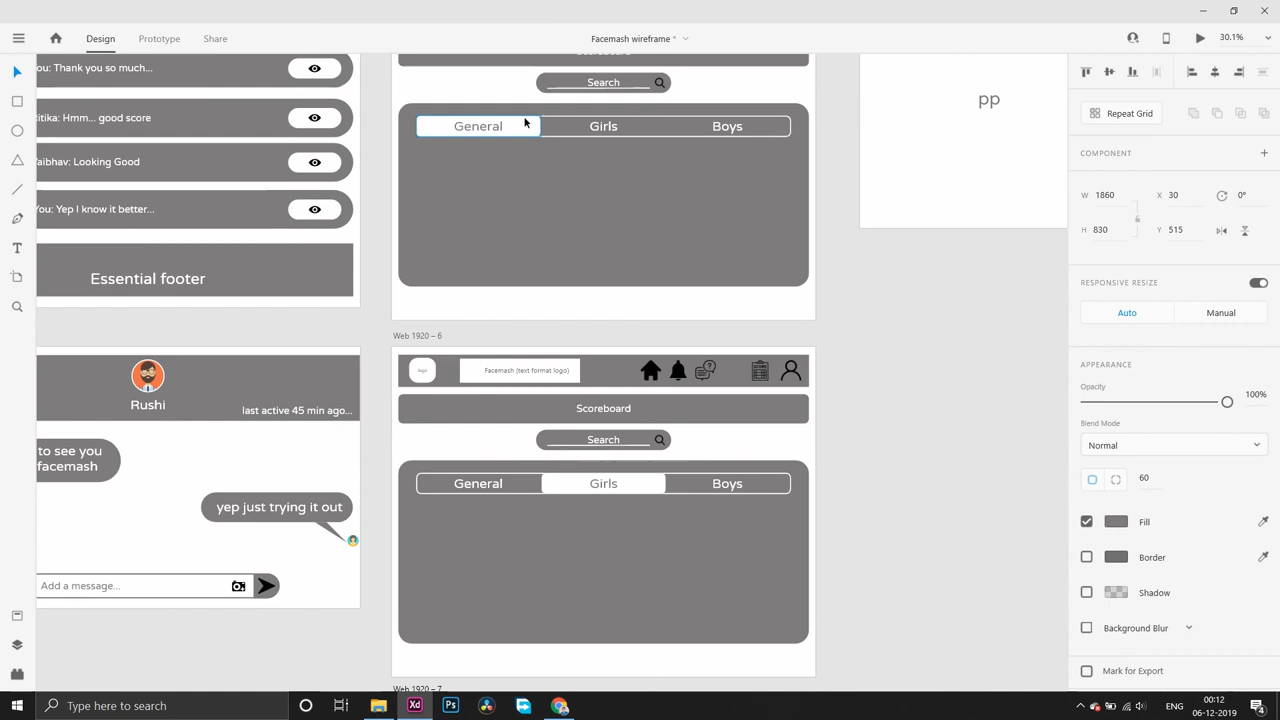 Design
Prototype
Share
Facemash wireframe *
30.1%
ou: Thank you so much...
itika: Hmm... good score
aibhav: Looking Good
You: Yep I know it better...
Essential footer
Search
General
Girls
Boys
pp
Web 1920 – 6
Rushi
last active 45 min ago...
to see you
facemash
yep just trying it out
Add a message...
logo
Facemash (text format logo)
SCORE
Scoreboard
Search
General
Girls
Boys
Web 1920 – 7
Repeat Grid
COMPONENT
W 1860
X 30
0°
H 830
Y 515
RESPONSIVE RESIZE
Auto
Manual
APPEARANCE
Opacity
100%
Blend Mode
Normal
60
Fill
Border
Shadow
Background Blur
Mark for Export
Type here to search
Xd
Ps
ENG
00:12
06-12-2019